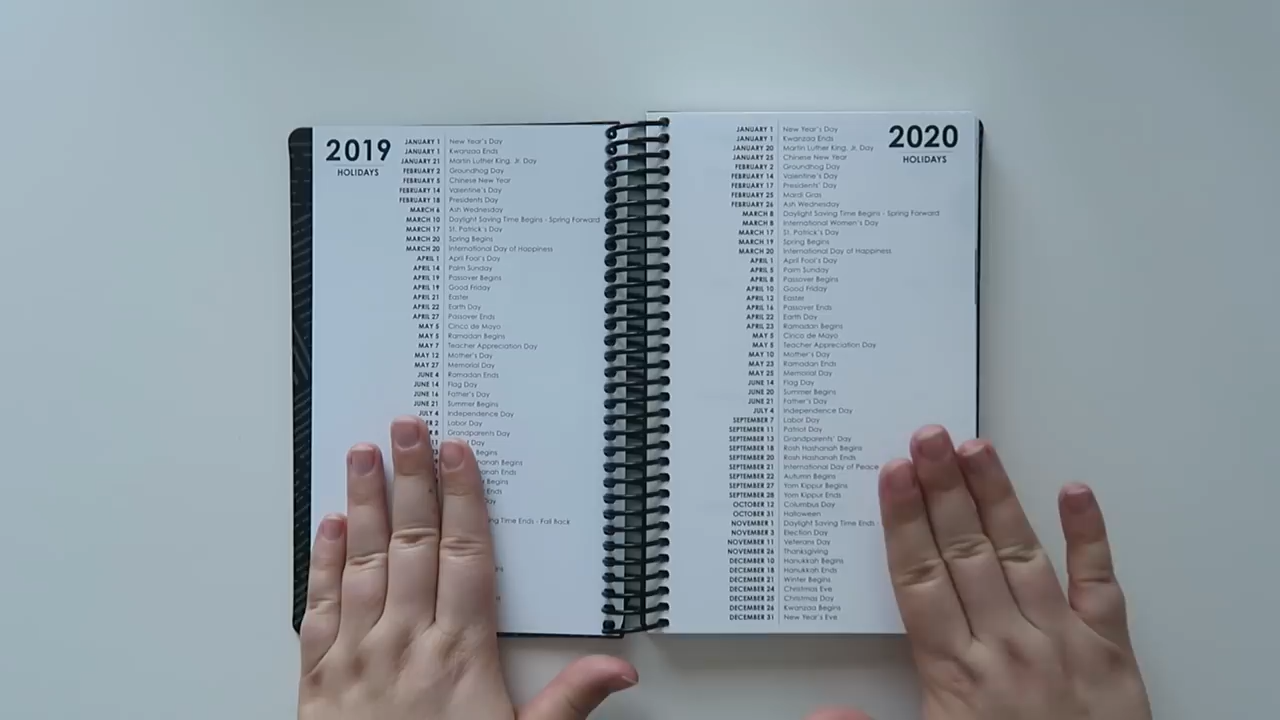 2019
HOLIDAYS
JANUARY 1 New Year's Day
JANUARY 1 Kwanzaa Ends
JANUARY 21 Martin Luther King, Jr. Day
FEBRUARY 2 Groundhog Day
FEBRUARY 5 Chinese New Year
FEBRUARY 14 Valentine's Day
FEBRUARY 18 Presidents Day
MARCH 6 Ash Wednesday
MARCH 10 Daylight Saving Time Begins - Spring Forward
MARCH 17 St. Patrick's Day
MARCH 20 Spring Begins
MARCH 20 International Day of Happiness
APRIL 1 April Fool's Day
APRIL 14 Palm Sunday
APRIL 19 Passover Begins
APRIL 19 Good Friday
APRIL 21 Easter
APRIL 22 Earth Day
APRIL 27 Passover Ends
MAY 5 Cinco de Mayo
MAY 5 Ramadan Begins
MAY 7 Teacher Appreciation Day
MAY 12 Mother's Day
MAY 27 Memorial Day
JUNE 4 Ramadan Ends
JUNE 14 Flag Day
JUNE 16 Father's Day
JUNE 21 Summer Begins
JULY 4 Independence Day
2 Labor Day
8 Grandparents Day
Day
Begins
Begins
Ends
Begins
Ends
Day
Time Ends - Fall Back
2020
HOLIDAYS
JANUARY 1 New Year's Day
JANUARY 1 Kwanzaa Ends
JANUARY 20 Martin Luther King, Jr. Day
JANUARY 25 Chinese New Year
FEBRUARY 2 Groundhog Day
FEBRUARY 14 Valentine's Day
FEBRUARY 17 Presidents' Day
FEBRUARY 25 Mardi Gras
FEBRUARY 26 Ash Wednesday
MARCH 8 Daylight Saving Time Begins - Spring Forward
MARCH 8 International Women's Day
MARCH 17 St. Patrick's Day
MARCH 19 Spring Begins
MARCH 20 International Day of Happiness
APRIL 1 April Fool's Day
APRIL 5 Palm Sunday
APRIL 8 Passover Begins
APRIL 10 Good Friday
APRIL 12 Easter
APRIL 16 Passover Ends
APRIL 22 Earth Day
APRIL 23 Ramadan Begins
MAY 5 Cinco de Mayo
MAY 5 Teacher Appreciation Day
MAY 10 Mother's Day
MAY 23 Ramadan Ends
MAY 25 Memorial Day
JUNE 14 Flag Day
JUNE 20 Summer Begins
JUNE 21 Father's Day
JULY 4 Independence Day
SEPTEMBER 7 Labor Day
SEPTEMBER 11 Patriot Day
SEPTEMBER 13 Grandparents' Day
SEPTEMBER 18 Rosh Hashanah Begins
SEPTEMBER 20 Rosh Hashanah Ends
SEPTEMBER 21 International Day of Peace
SEPTEMBER 22 Autumn Begins
SEPTEMBER 27 Yom Kippur Begins
SEPTEMBER 28 Yom Kippur Ends
OCTOBER 12 Columbus Day
OCTOBER 31 Halloween
NOVEMBER 1 Daylight Saving Time Ends -
NOVEMBER 3 Election Day
NOVEMBER 11 Veterans Day
NOVEMBER 26 Thanksgiving
DECEMBER 10 Hanukkah Begins
DECEMBER 18 Hanukkah Ends
DECEMBER 21 Winter Begins
DECEMBER 24 Christmas Eve
DECEMBER 25 Christmas Day
DECEMBER 26 Kwanzaa Begins
DECEMBER 31 New Year's Eve